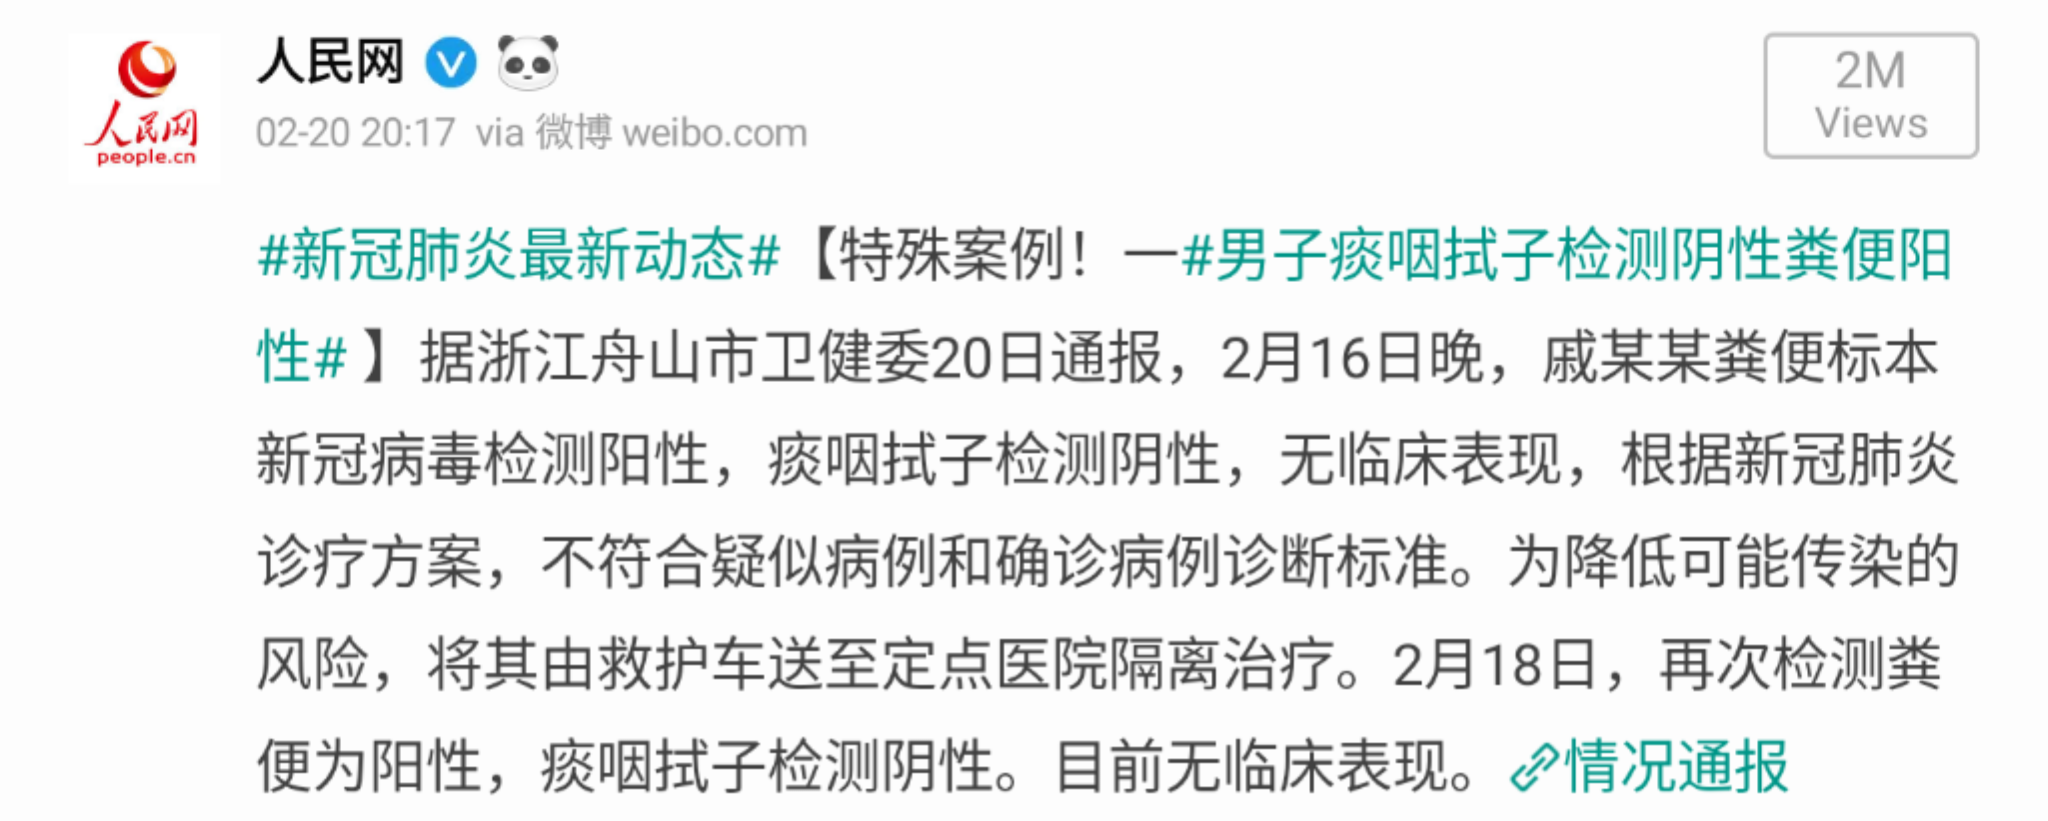 人民网
people.cn
人民网
02-20 20:17 via 微博 weibo.com
2M
Views
#新冠肺炎最新动态#【特殊案例！一#男子痰咽拭子检测阴性粪便阳
性#】据浙江舟山市卫健委20日通报，2月16日晚，戚某某粪便标本
新冠病毒检测阳性，痰咽拭子检测阴性，无临床表现，根据新冠肺炎
诊疗方案，不符合疑似病例和确诊病例诊断标准。为降低可能传染的
风险，将其由救护车送至定点医院隔离治疗。2月18日，再次检测粪
便为阳性，痰咽拭子检测阴性。目前无临床表现。情况通报